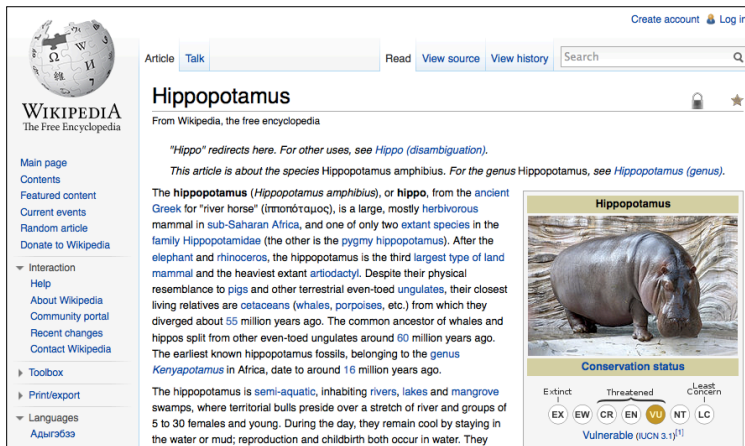 Create account Log in
Article Talk Read View source View history Search
WIKIPEDIA
The Free Encyclopedia
Main page
Contents
Featured content
Current events
Random article
Donate to Wikipedia
Interaction
Help
About Wikipedia
Community portal
Recent changes
Contact Wikipedia
Toolbox
Print/export
Languages
Адыгэбзэ
Hippopotamus
From Wikipedia, the free encyclopedia
"Hippo" redirects here. For other uses, see Hippo (disambiguation).
This article is about the species Hippopotamus amphibius. For the genus Hippopotamus, see Hippopotamus (genus).
The hippopotamus (Hippopotamus amphibius), or hippo, from the ancient
Greek for "river horse" (ἱπποπόταμος), is a large, mostly herbivorous
mammal in sub-Saharan Africa, and one of only two extant species in the
family Hippopotamidae (the other is the pygmy hippopotamus). After the
elephant and rhinoceros, the hippopotamus is the third largest type of land
mammal and the heaviest extant artiodactyl. Despite their physical
resemblance to pigs and other terrestrial even-toed ungulates, their closest
living relatives are cetaceans (whales, porpoises, etc.) from which they
diverged about 55 million years ago. The common ancestor of whales and
hippos split from other even-toed ungulates around 60 million years ago.
The earliest known hippopotamus fossils, belonging to the genus
Kenyapotamus in Africa, date to around 16 million years ago.
The hippopotamus is semi-aquatic, inhabiting rivers, lakes and mangrove
swamps, where territorial bulls preside over a stretch of river and groups of
5 to 30 females and young. During the day, they remain cool by staying in
the water or mud; reproduction and childbirth both occur in water. They
Hippopotamus
Conservation status
Extinct Threatened Least Concern
EX EW CR EN VU NT LC
Vulnerable (IUCN 3.1)[1]